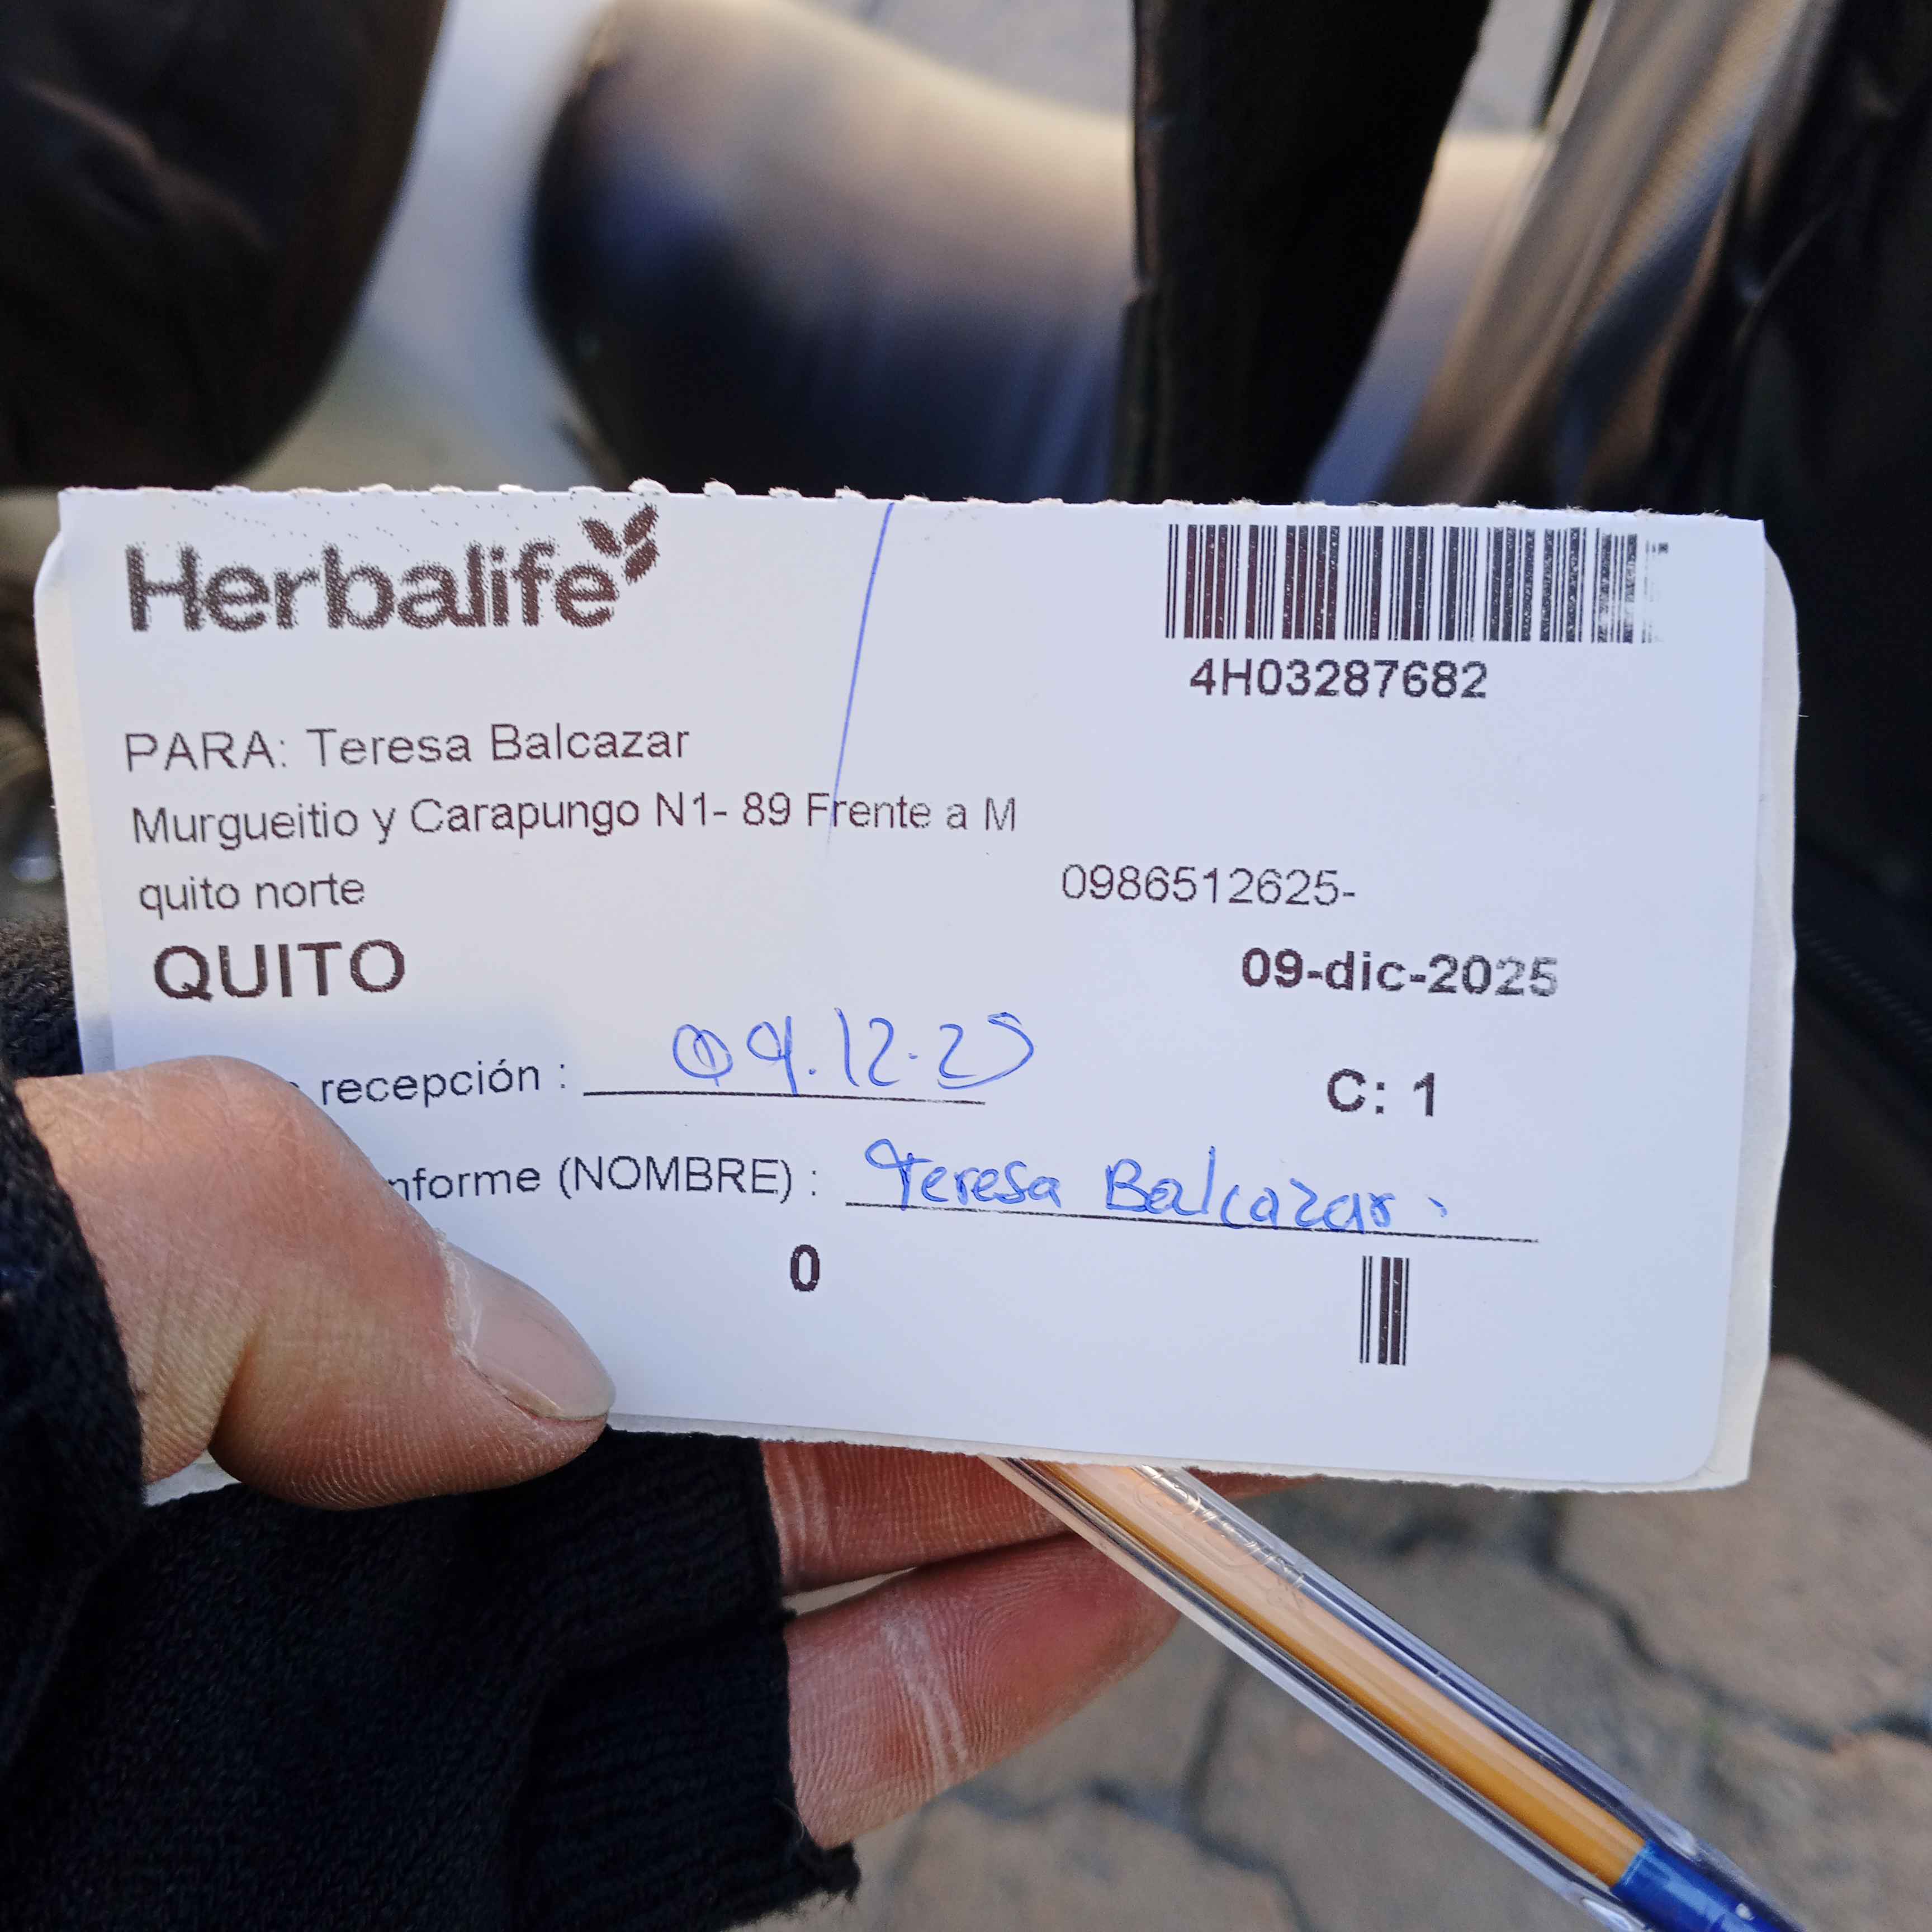 Herbalife
4H03287682
PARA: Teresa Balcazar
Murgueitio y Carapungo N1- 89 Frente a M
quito norte
0986512625-
QUITO
09-dic-2025
recepción : 09.12.25
C: 1
nforme (NOMBRE) : Teresa Balcazar.
0